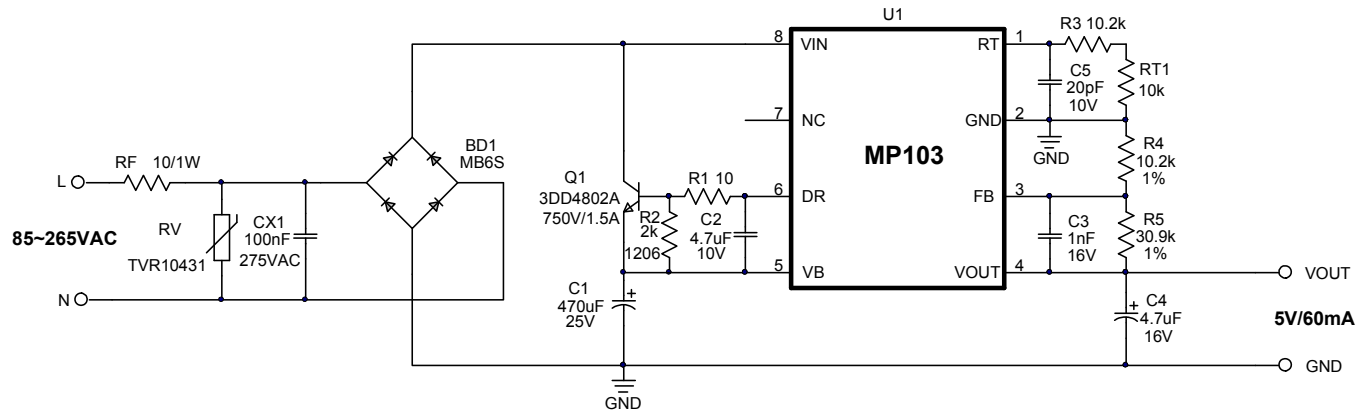 U1
MP103
8 VIN
7 NC
6 DR
5 VB
RT 1
GND 2
FB 3
VOUT 4
R3 10.2k
C5
20pF
10V
RT1
10k
GND
R4
10.2k
1%
C3
1nF
16V
R5
30.9k
1%
VOUT
C4
4.7uF
16V
5V/60mA
GND
L
RF 10/1W
BD1
MB6S
85~265VAC
RV
TVR10431
CX1
100nF
275VAC
N
Q1
3DD4802A
750V/1.5A
R1 10
R2
2k
1206
C2
4.7uF
10V
C1
470uF
25V
GND
+
+